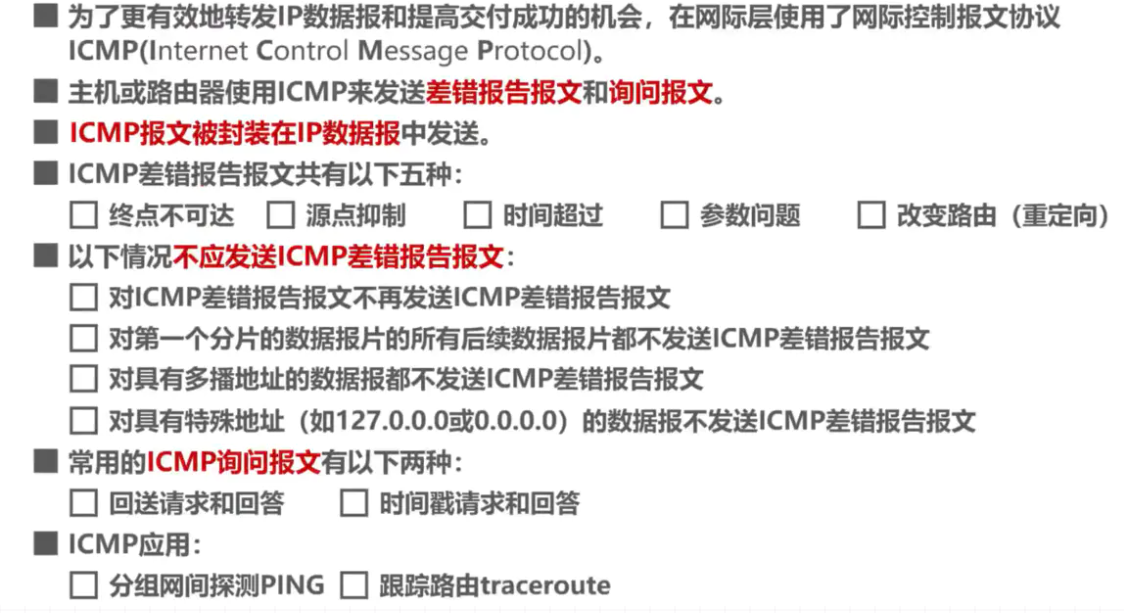 为了更有效地转发IP数据报和提高交付成功的机会，在网际层使用了网际控制报文协议
ICMP(Internet Control Message Protocol)。
主机或路由器使用ICMP来发送差错报告报文和询问报文。
ICMP报文被封装在IP数据报中发送。
ICMP差错报告报文共有以下五种：
终点不可达 源点抑制 时间超过 参数问题 改变路由（重定向）
以下情况不应发送ICMP差错报告报文：
对ICMP差错报告报文不再发送ICMP差错报告报文
对第一个分片的数据报片的所有后续数据报片都不发送ICMP差错报告报文
对具有多播地址的数据报都不发送ICMP差错报告报文
对具有特殊地址（如127.0.0.0或0.0.0.0）的数据报不发送ICMP差错报告报文
常用的ICMP询问报文有以下两种：
回送请求和回答 时间戳请求和回答
ICMP应用：
分组网间探测PING 跟踪路由traceroute